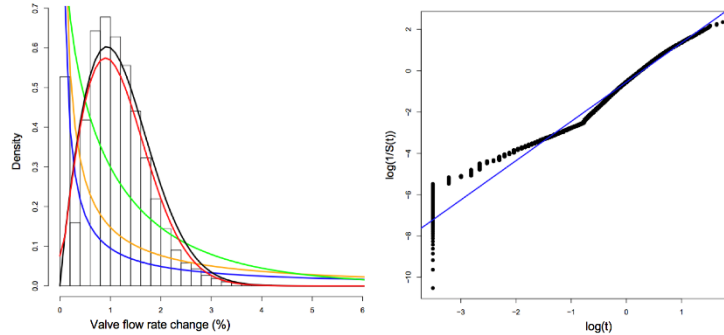 Density
0.7
0.6
0.5
0.4
0.3
0.2
0.1
0.0
0 1 2 3 4 5 6
Valve flow rate change (%)
log(1/S(t))
2
0
-2
-4
-6
-8
-10
-3 -2 -1 0 1
log(t)